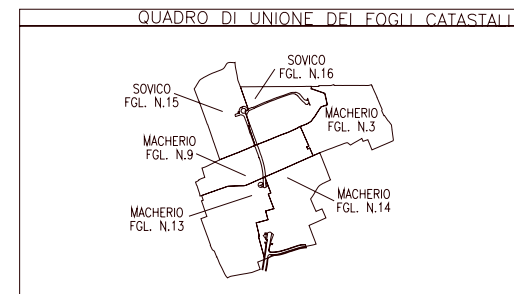 QUADRO DI UNIONE DEI FOGLI CATASTALI
SOVICO
FGL. N.16
SOVICO
FGL. N.15
MACHERIO
FGL. N.3
MACHERIO
FGL. N.9
MACHERIO
FGL. N.14
MACHERIO
FGL. N.13